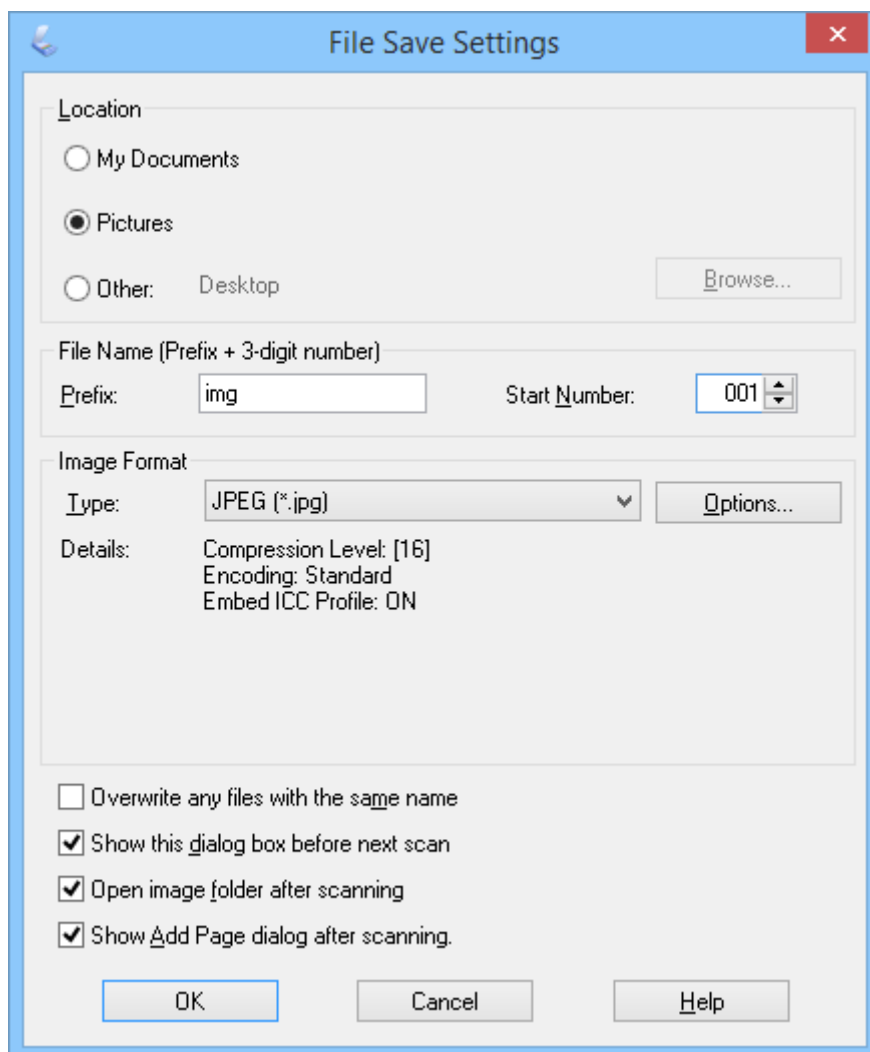 File Save Settings
Location
My Documents
Pictures
Other: Desktop Browse...
File Name (Prefix + 3-digit number)
Prefix: img Start Number: 001
Image Format
Type: JPEG (*.jpg) Options...
Details: Compression Level: [16]
Encoding: Standard
Embed ICC Profile: ON
Overwrite any files with the same name
Show this dialog box before next scan
Open image folder after scanning
Show Add Page dialog after scanning.
OK Cancel Help